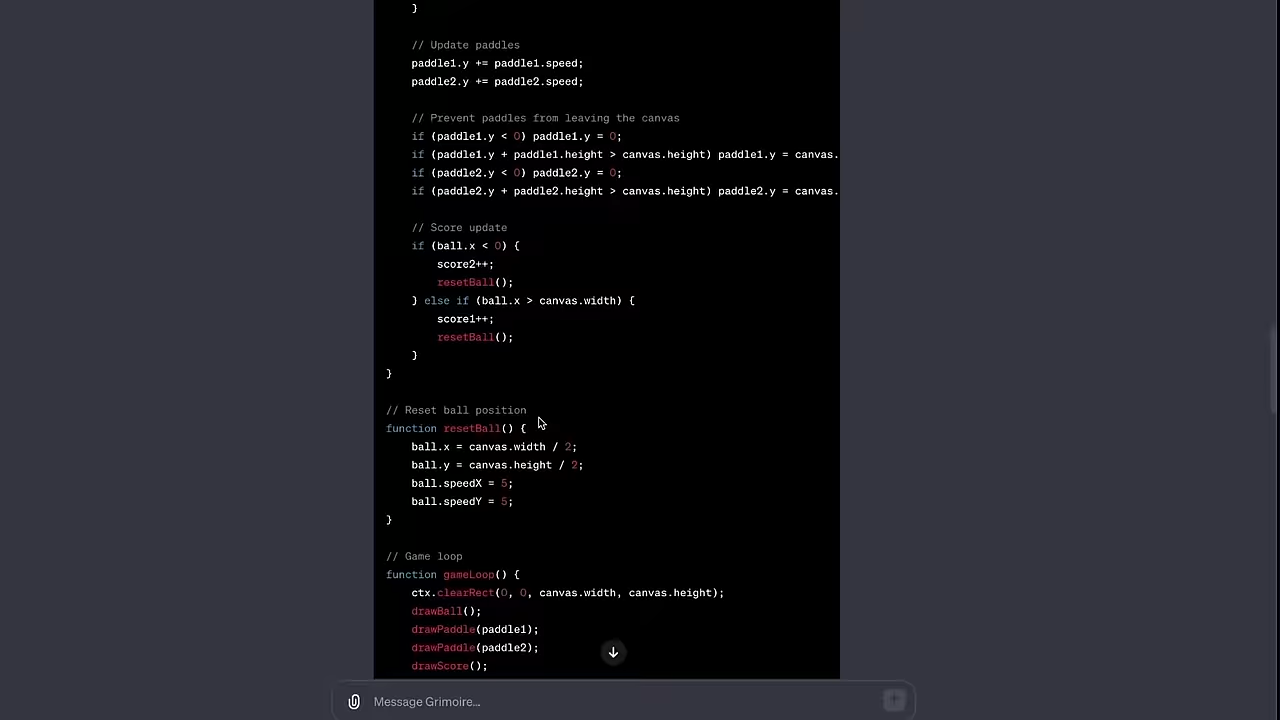 }
// Update paddles
paddle1.y += paddle1.speed;
paddle2.y += paddle2.speed;
// Prevent paddles from leaving the canvas
if (paddle1.y < 0) paddle1.y = 0;
if (paddle1.y + paddle1.height > canvas.height) paddle1.y = canvas.
if (paddle2.y < 0) paddle2.y = 0;
if (paddle2.y + paddle2.height > canvas.height) paddle2.y = canvas.
// Score update
if (ball.x < 0) {
score2++;
resetBall();
} else if (ball.x > canvas.width) {
score1++;
resetBall();
}
}
// Reset ball position
function resetBall() {
ball.x = canvas.width / 2;
ball.y = canvas.height / 2;
ball.speedX = 5;
ball.speedY = 5;
}
// Game loop
function gameLoop() {
ctx.clearRect(0, 0, canvas.width, canvas.height);
drawBall();
drawPaddle(paddle1);
drawPaddle(paddle2);
drawScore();
Message Grimoire...